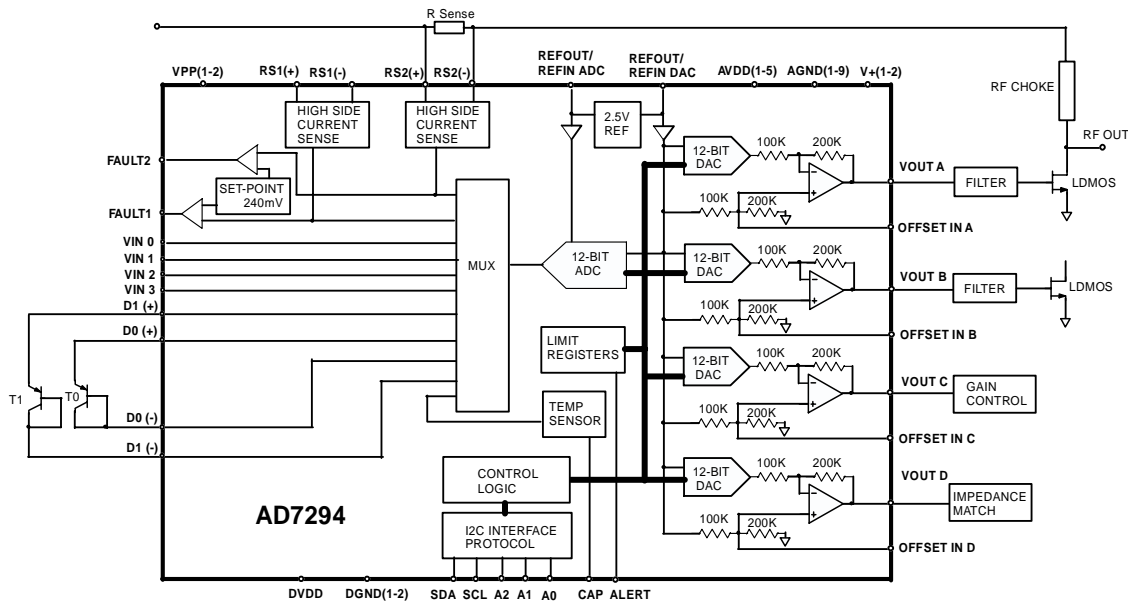 R Sense
REFOUT/
REFIN ADC
REFOUT/
REFIN DAC
VPP(1-2)
RS1(+)
RS1(-)
RS2(+)
RS2(-)
AVDD(1-5)
AGND(1-9)
V+(1-2)
RF CHOKE
RF OUT
HIGH SIDE
CURRENT
SENSE
HIGH SIDE
CURRENT
SENSE
2.5V
REF
FAULT2
SET-POINT
240mV
FAULT1
VIN 0
VIN 1
VIN 2
VIN 3
D1 (+)
D0 (+)
T1
T0
D0 (-)
D1 (-)
MUX
12-BIT
ADC
LIMIT
REGISTERS
TEMP
SENSOR
CONTROL
LOGIC
I2C INTERFACE
PROTOCOL
AD7294
12-BIT
DAC
100K
200K
100K
200K
VOUT A
FILTER
LDMOS
OFFSET IN A
12-BIT
DAC
100K
200K
100K
200K
VOUT B
FILTER
LDMOS
OFFSET IN B
12-BIT
DAC
100K
200K
100K
200K
VOUT C
GAIN
CONTROL
OFFSET IN C
12-BIT
DAC
100K
200K
100K
200K
VOUT D
IMPEDANCE
MATCH
OFFSET IN D
DVDD
DGND(1-2)
SDA
SCL
A2
A1
A0
CAP
ALERT